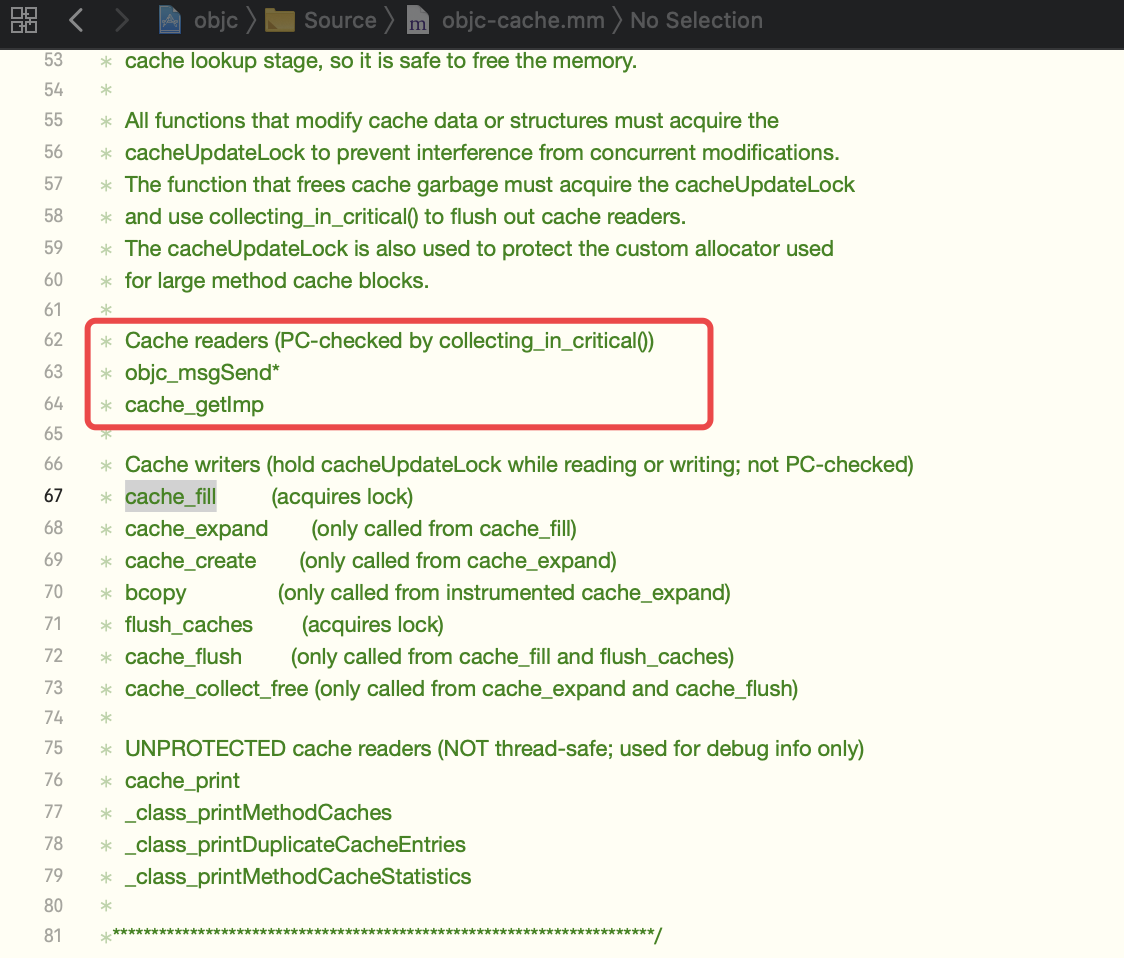 objc 〉 Source 〉 m objc-cache.mm 〉 No Selection
53 * cache lookup stage, so it is safe to free the memory.
54 *
55 * All functions that modify cache data or structures must acquire the
56 * cacheUpdateLock to prevent interference from concurrent modifications.
57 * The function that frees cache garbage must acquire the cacheUpdateLock
58 * and use collecting_in_critical() to flush out cache readers.
59 * The cacheUpdateLock is also used to protect the custom allocator used
60 * for large method cache blocks.
61 *
62 * Cache readers (PC-checked by collecting_in_critical())
63 * objc_msgSend*
64 * cache_getImp
65 *
66 * Cache writers (hold cacheUpdateLock while reading or writing; not PC-checked)
67 * cache_fill (acquires lock)
68 * cache_expand (only called from cache_fill)
69 * cache_create (only called from cache_expand)
70 * bcopy (only called from instrumented cache_expand)
71 * flush_caches (acquires lock)
72 * cache_flush (only called from cache_fill and flush_caches)
73 * cache_collect_free (only called from cache_expand and cache_flush)
74 *
75 * UNPROTECTED cache readers (NOT thread-safe; used for debug info only)
76 * cache_print
77 * _class_printMethodCaches
78 * _class_printDuplicateCacheEntries
79 * _class_printMethodCacheStatistics
80 *
81 ***********************************************************************/